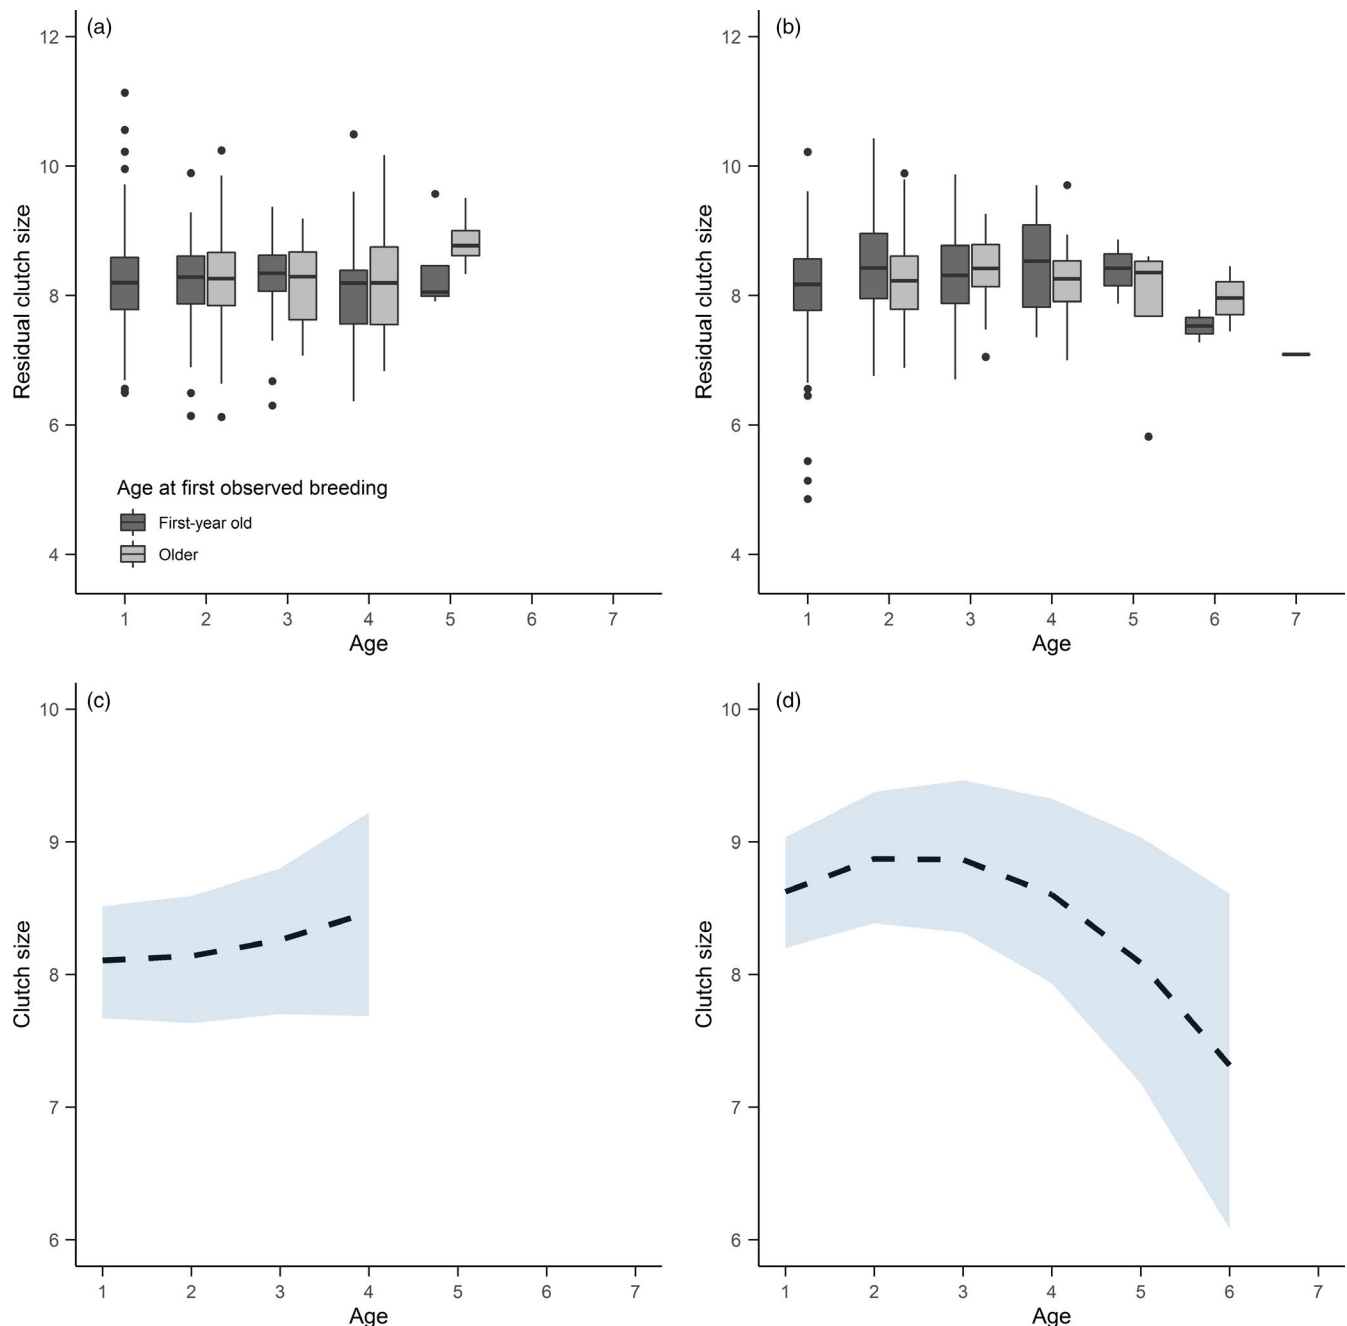 (a)
12
10
8
6
4
Residual clutch size
Age at first observed breeding
First-year old
Older
1 2 3 4 5 6 7
Age
(b)
12
10
8
6
4
Residual clutch size
1 2 3 4 5 6 7
Age
(c)
10
9
8
7
6
Clutch size
1 2 3 4 5 6 7
Age
(d)
10
9
8
7
6
Clutch size
1 2 3 4 5 6 7
Age